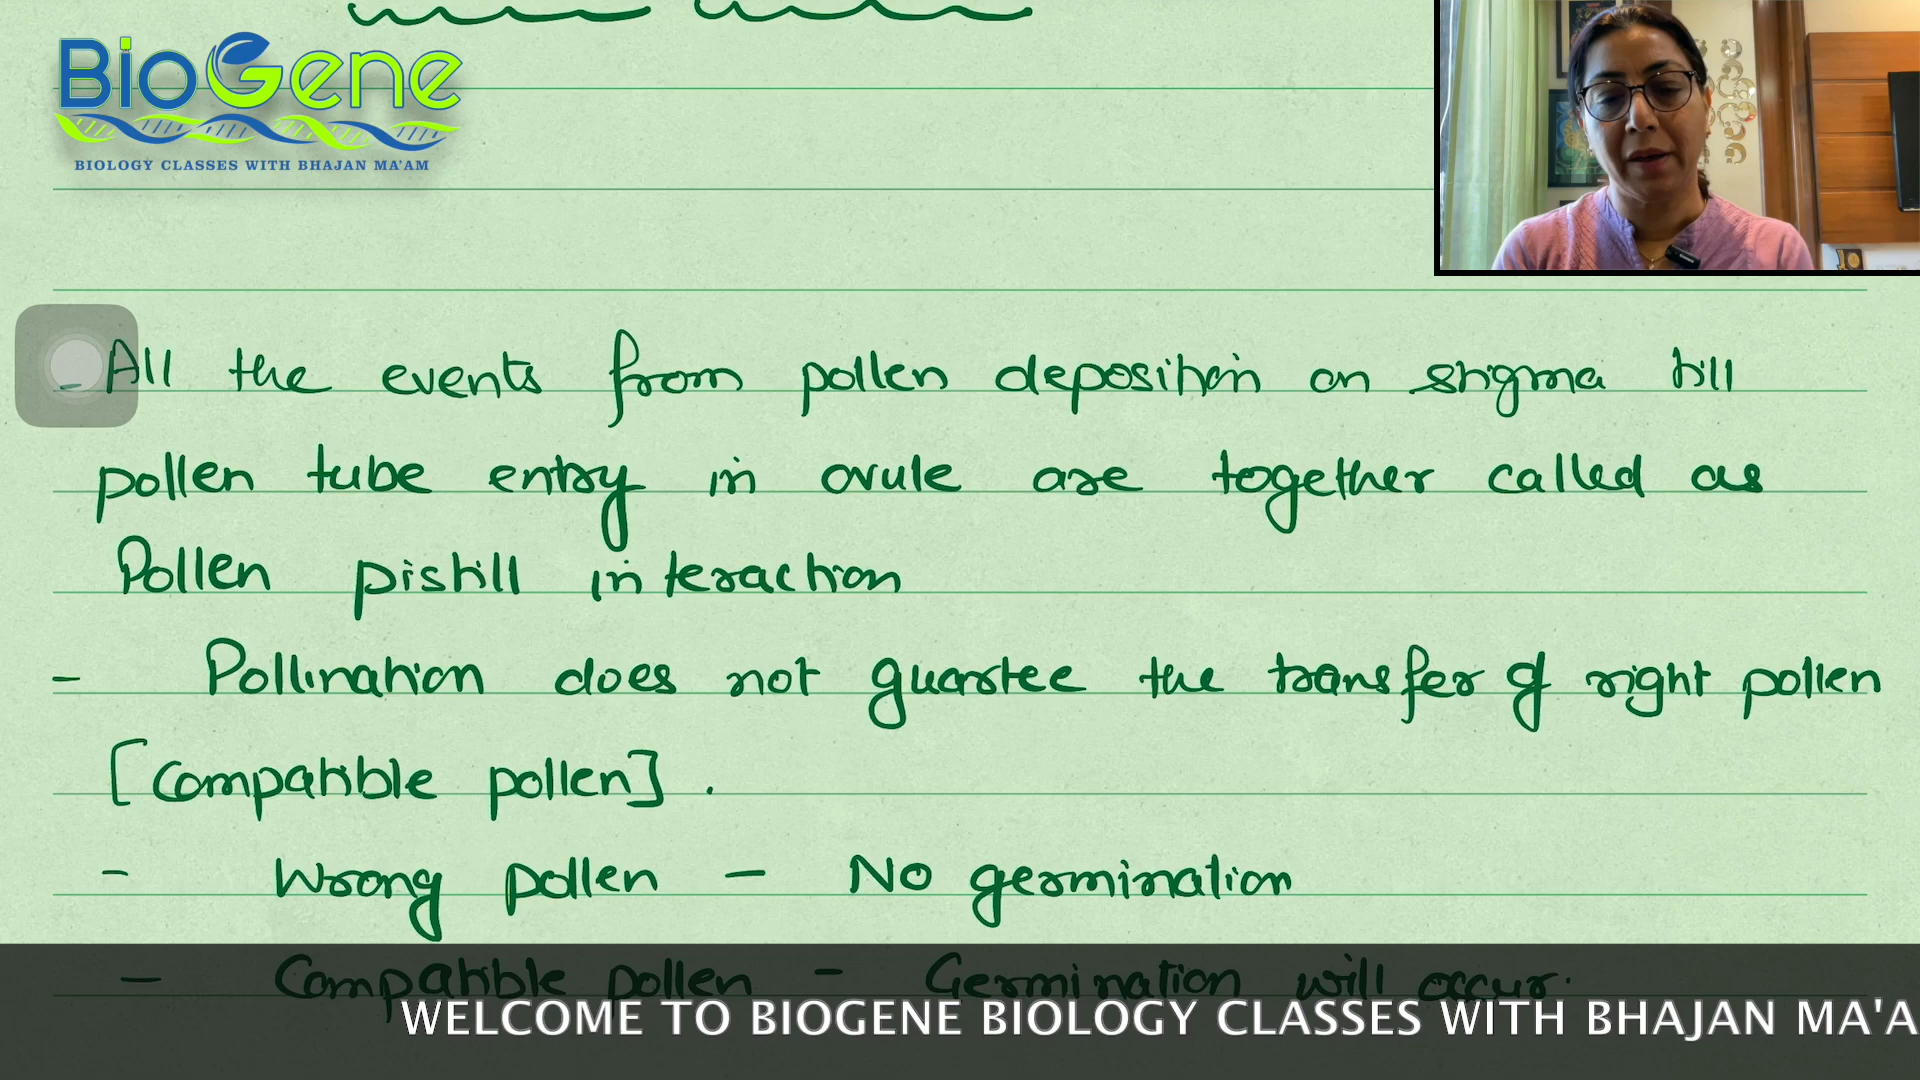 BioGene
BIOLOGY CLASSES WITH BHAJAN MA'AM
- All the events from pollen deposition on stigma till
pollen tube entry in ovule are together called as
Pollen pistill interaction
- Pollination does not guartee the transfer of right pollen
[Compatible pollen].
- Wrong pollen - No germination
- Compatible pollen - Germination will occur.
WELCOME TO BIOGENE BIOLOGY CLASSES WITH BHAJAN MA'A